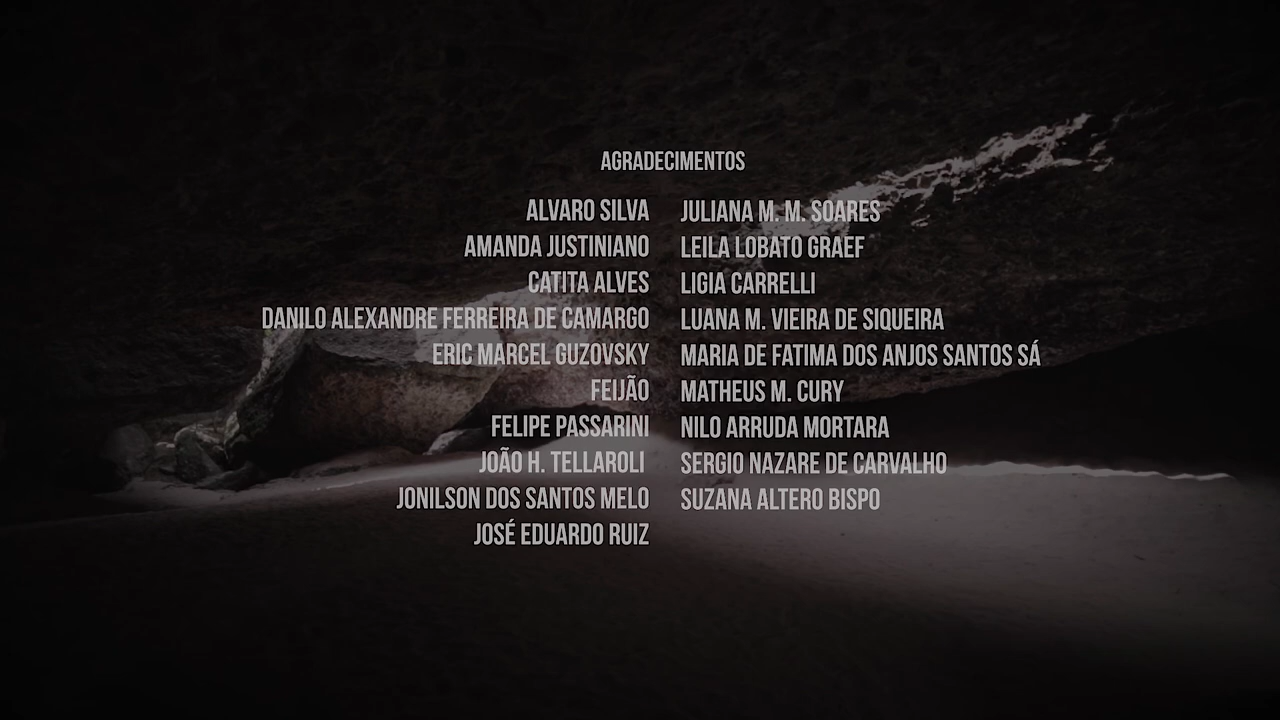 AGRADECIMENTOS
ALVARO SILVA
AMANDA JUSTINIANO
CATITA ALVES
DANILO ALEXANDRE FERREIRA DE CAMARGO
ERIC MARCEL GUZOVSKY
FEIJÃO
FELIPE PASSARINI
JOÃO H. TELLAROLI
JONILSON DOS SANTOS MELO
JOSÉ EDUARDO RUIZ
JULIANA M. M. SOARES
LEILA LOBATO GRAEF
LIGIA CARRELLI
LUANA M. VIEIRA DE SIQUEIRA
MARIA DE FATIMA DOS ANJOS SANTOS SÁ
MATHEUS M. CURY
NILO ARRUDA MORTARA
SERGIO NAZARE DE CARVALHO
SUZANA ALTERO BISPO